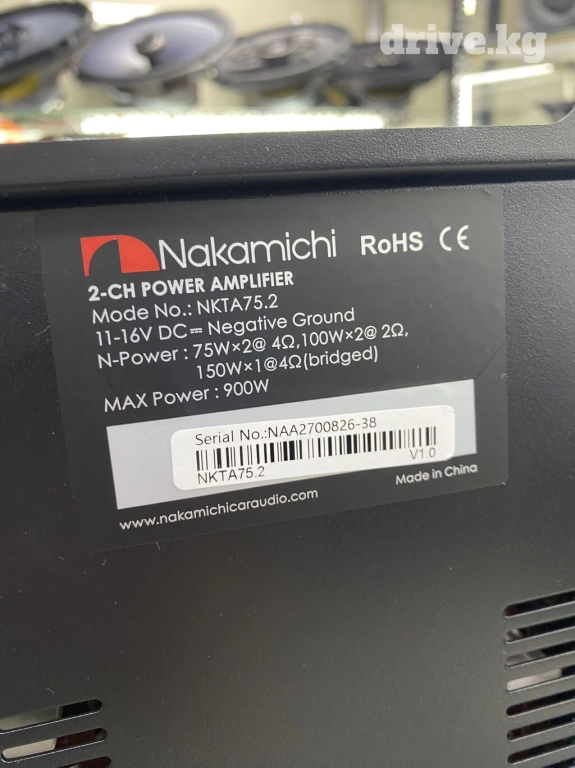 drive.kg
Nakamichi RoHS CE
2-CH POWER AMPLIFIER
Mode No.: NKTA75.2
11-16V DC⎓ Negative Ground
N-Power : 75W×2@ 4Ω,100W×2@ 2Ω,
150W×1@4Ω(bridged)
MAX Power : 900W
Serial No.:NAA2700826-38
NKTA75.2 V1.0
www.nakamichicaraudio.com Made in China